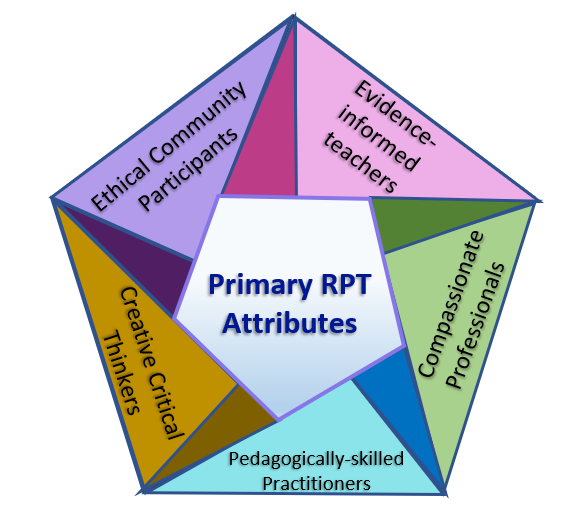 Ethical Community
Participants
Evidence-
informed
teachers
Compassionate
Professionals
Pedagogically-skilled
Practitioners
Creative Critical
Thinkers
Primary RPT
Attributes